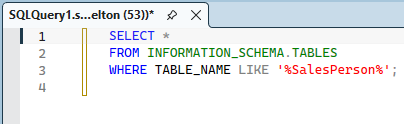 SQLQuery1.s...elton (53))*
1 SELECT *
2 FROM INFORMATION_SCHEMA.TABLES
3 WHERE TABLE_NAME LIKE '%SalesPerson%';
4